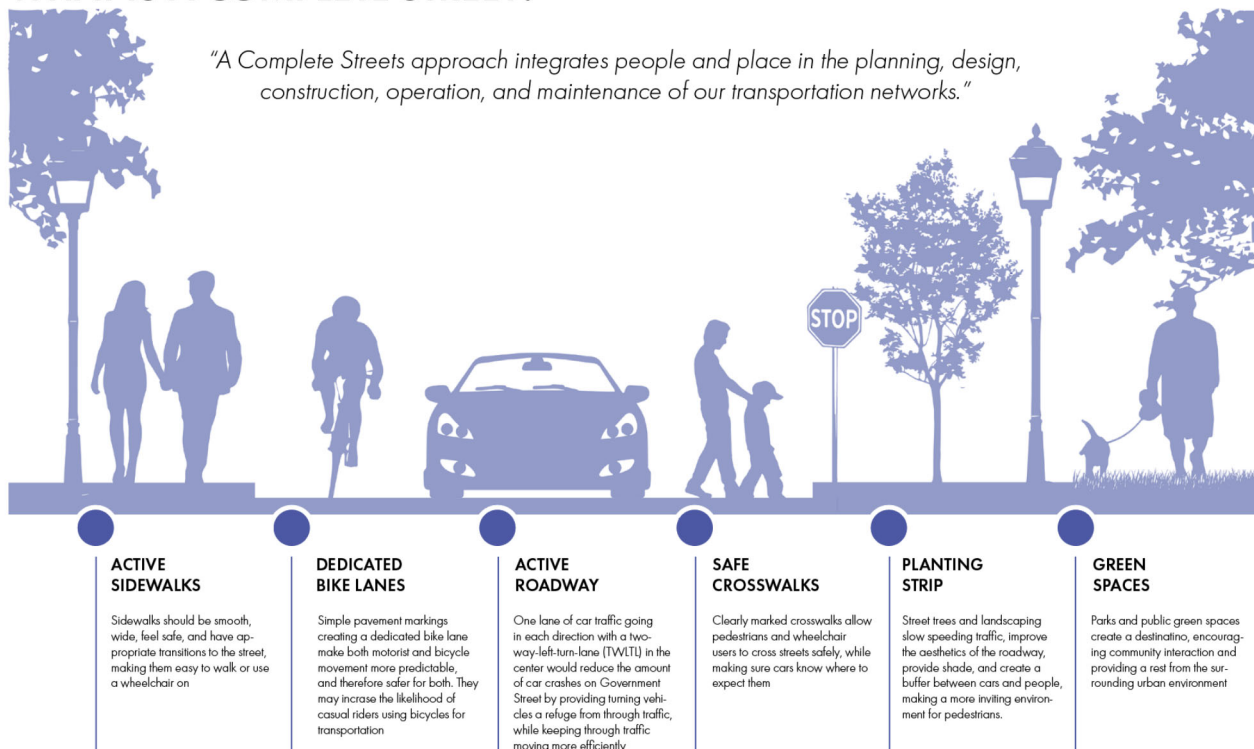 “A Complete Streets approach integrates people and place in the planning, design,
construction, operation, and maintenance of our transportation networks.”
STOP
ACTIVE
SIDEWALKS
Sidewalks should be smooth,
wide, feel safe, and have ap-
propriate transitions to the street,
making them easy to walk or use
a wheelchair on
DEDICATED
BIKE LANES
Simple pavement markings
creating a dedicated bike lane
make both motorist and bicycle
movement more predictable,
and therefore safer for both. They
may incrase the likelihood of
casual riders using bicycles for
transportation
ACTIVE
ROADWAY
One lane of car traffic going
in each direction with a two-
way-left-turn-lane (TWLTL) in the
center would reduce the amount
of car crashes on Government
Street by providing turning vehi-
cles a refuge from through traffic,
while keeping through traffic
moving more efficiently
SAFE
CROSSWALKS
Clearly marked crosswalks allow
pedestrians and wheelchair
users to cross streets safely, while
making sure cars know where to
expect them
PLANTING
STRIP
Street trees and landscaping
slow speeding traffic, improve
the aesthetics of the roadway,
provide shade, and create a
buffer between cars and people,
making a more inviting environ-
ment for pedestrians.
GREEN
SPACES
Parks and public green spaces
create a destinatino, encourag-
ing community interaction and
providing a rest from the sur-
rounding urban environment